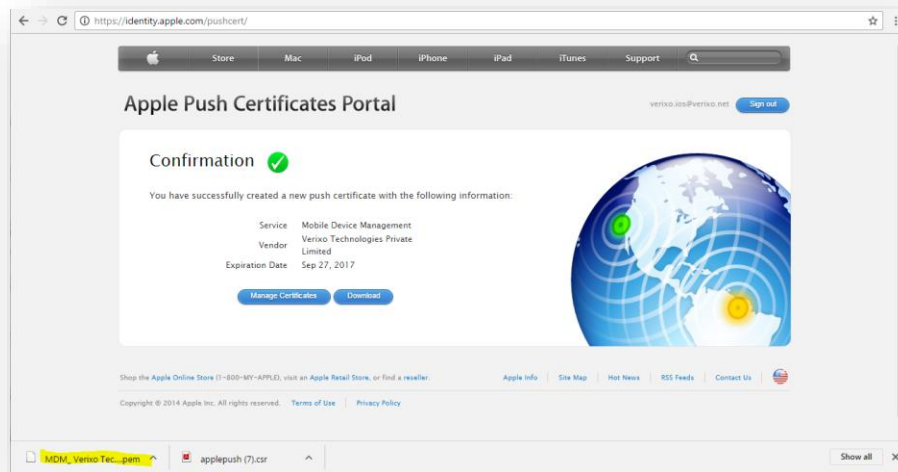 https://identity.apple.com/pushcert/
Store Mac iPod iPhone iPad iTunes Support
Apple Push Certificates Portal
verixo.ios@verixo.net Sign out
Confirmation
You have successfully created a new push certificate with the following information:
Service Mobile Device Management
Vendor Verixo Technologies Private
Limited
Expiration Date Sep 27, 2017
Manage Certificates Download
Shop the Apple Online Store (1-800-MY-APPLE), visit an Apple Retail Store, or find a reseller. Apple Info Site Map Hot News RSS Feeds Contact Us
Copyright © 2014 Apple Inc. All rights reserved. Terms of Use Privacy Policy
MDM_ Verixo Tec....pem applepush (7).csr Show all